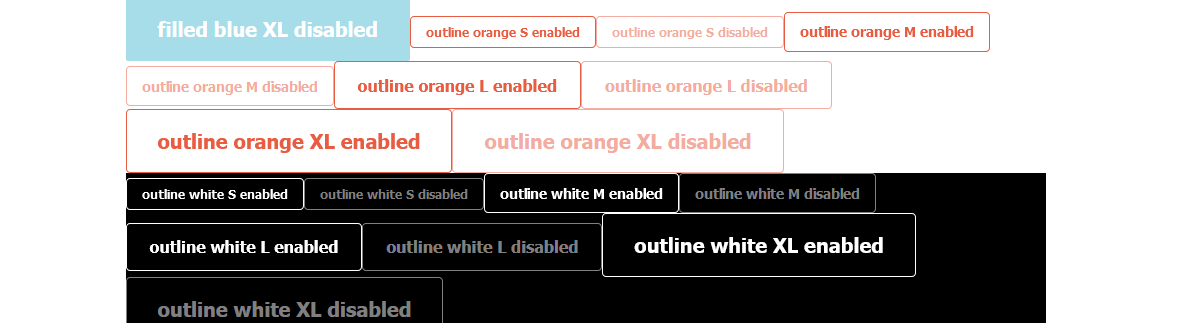 filled blue XL disabled outline orange S enabled outline orange S disabled outline orange M enabled
outline orange M disabled outline orange L enabled outline orange L disabled
outline orange XL enabled outline orange XL disabled
outline white S enabled outline white S disabled outline white M enabled outline white M disabled
outline white L enabled outline white L disabled outline white XL enabled
outline white XL disabled